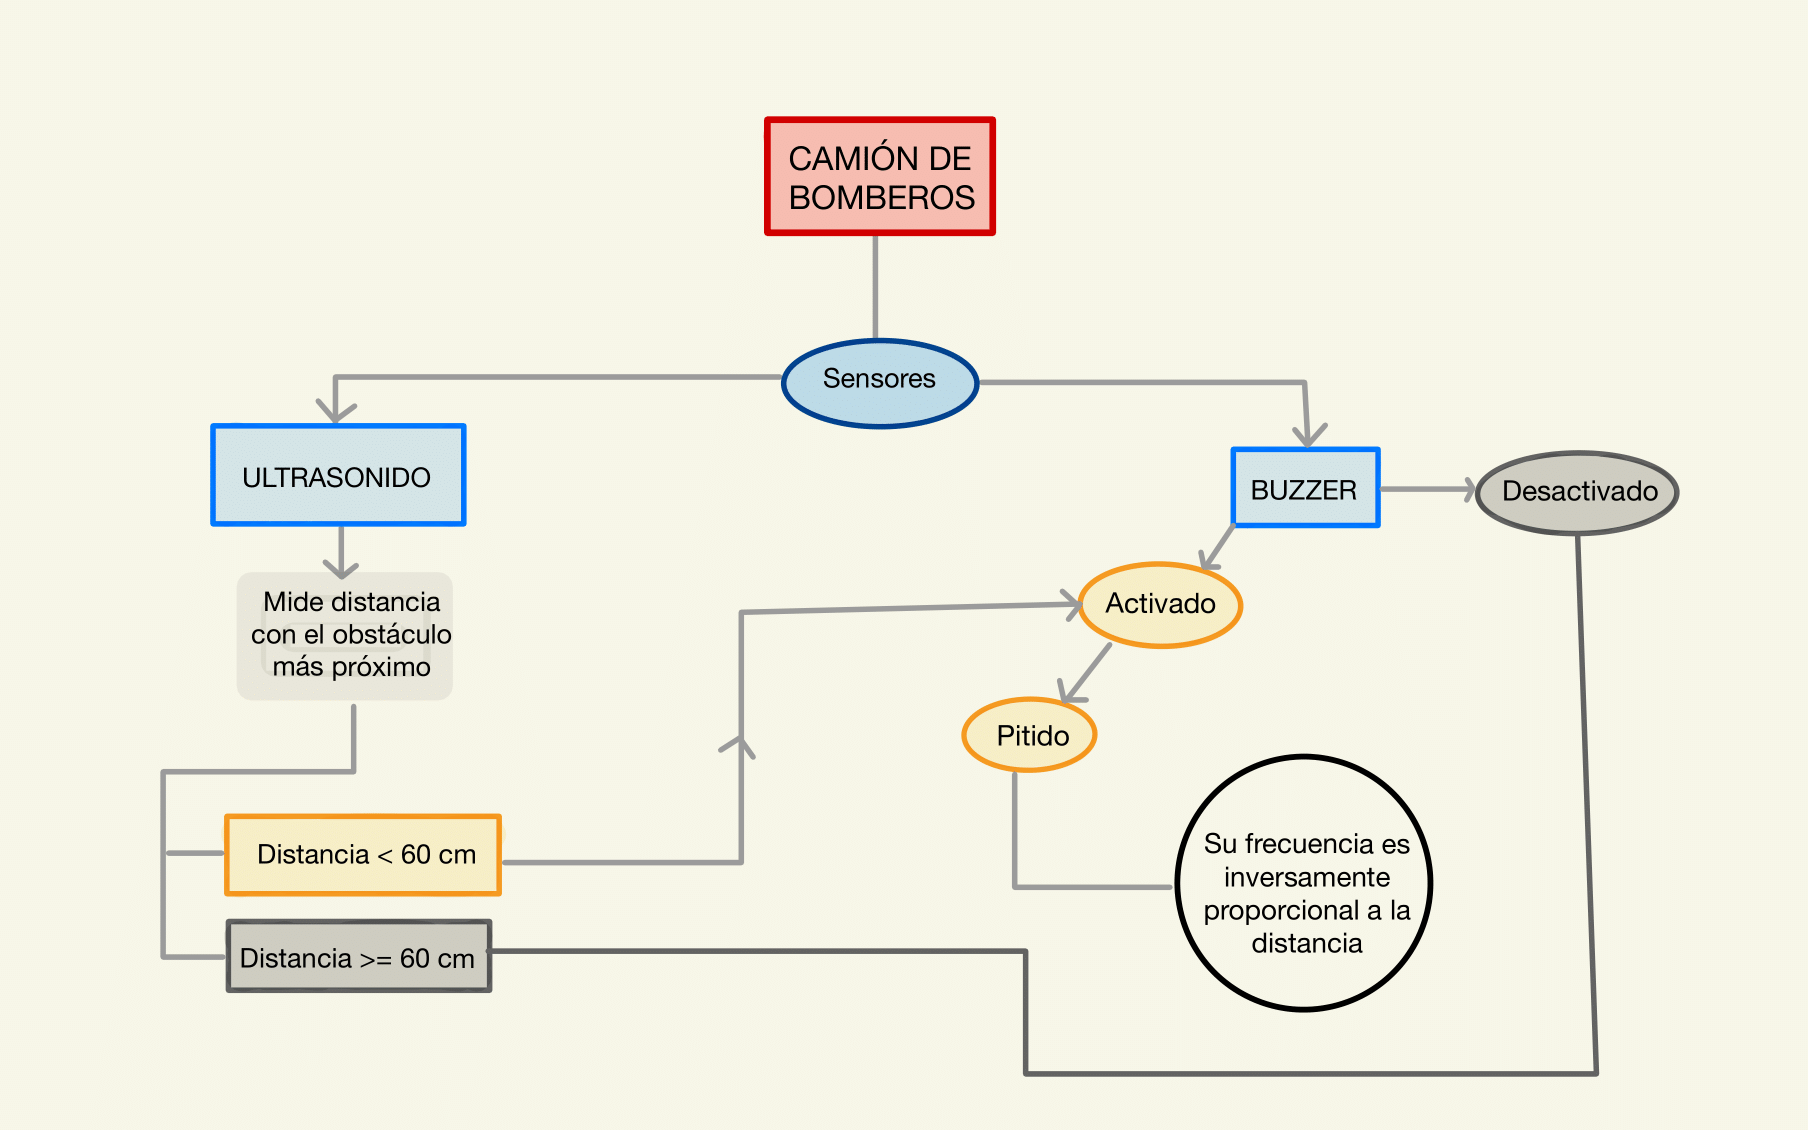 CAMIÓN DE
BOMBEROS
Sensores
ULTRASONIDO
BUZZER
Desactivado
Mide distancia
con el obstáculo
más próximo
Activado
Pitido
Distancia < 60 cm
Distancia >= 60 cm
Su frecuencia es
inversamente
proporcional a la
distancia